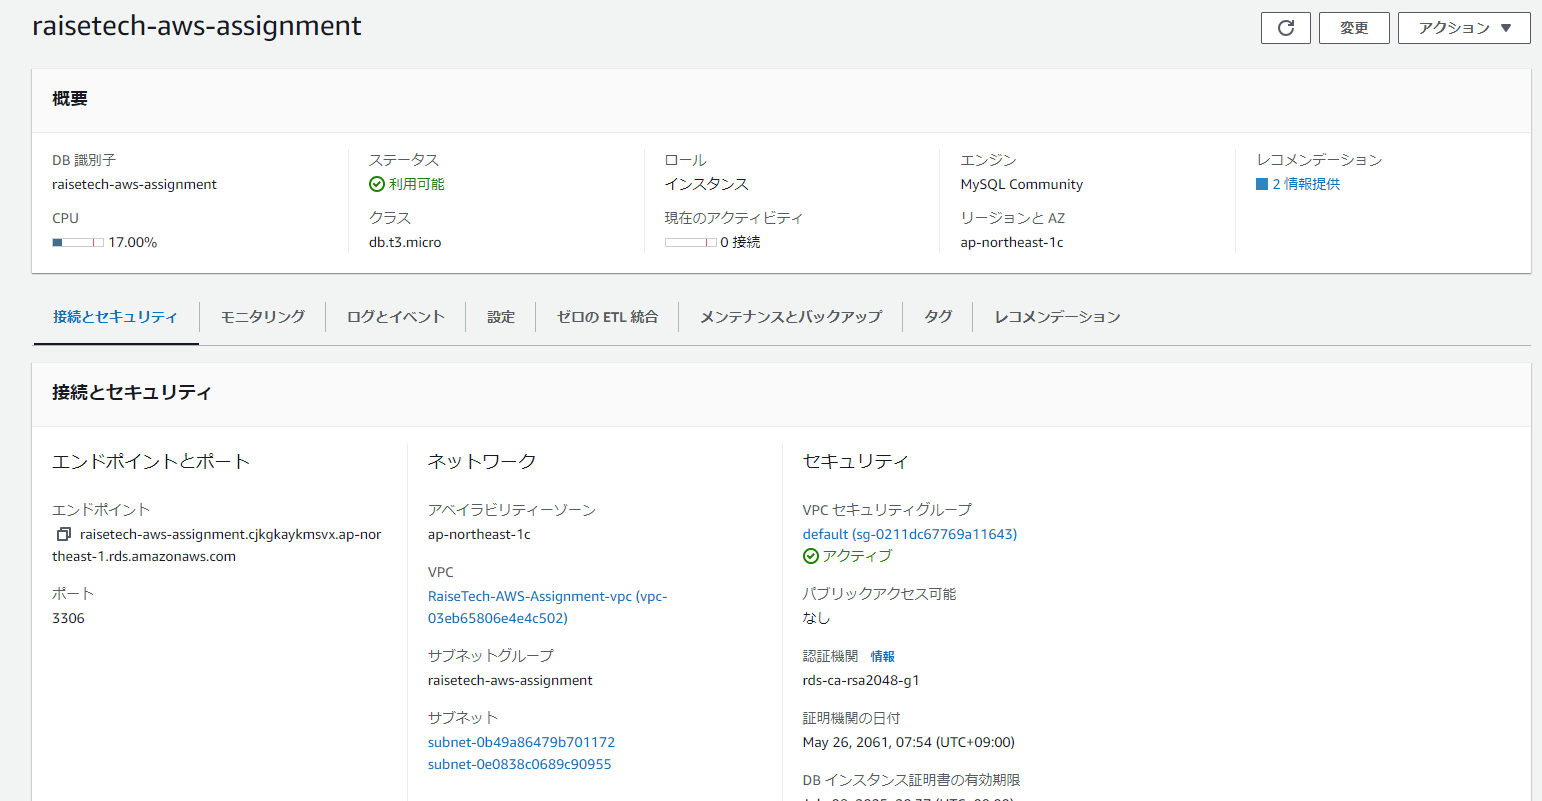 raisetech-aws-assignment
変更
アクション
概要
DB 識別子
raisetech-aws-assignment
CPU
17.00%
ステータス
利用可能
クラス
db.t3.micro
ロール
インスタンス
現在のアクティビティ
0 接続
エンジン
MySQL Community
リージョンと AZ
ap-northeast-1c
レコメンデーション
2 情報提供
接続とセキュリティ
モニタリング
ログとイベント
設定
ゼロの ETL 統合
メンテナンスとバックアップ
タグ
レコメンデーション
接続とセキュリティ
エンドポイントとポート
エンドポイント
raisetech-aws-assignment.cjkgkaykmsvx.ap-nor
theast-1.rds.amazonaws.com
ポート
3306
ネットワーク
アベイラビリティーゾーン
ap-northeast-1c
VPC
RaiseTech-AWS-Assignment-vpc (vpc-
03eb65806e4e4c502)
サブネットグループ
raisetech-aws-assignment
サブネット
subnet-0b49a86479b701172
subnet-0e0838c0689c90955
セキュリティ
VPC セキュリティグループ
default (sg-0211dc67769a11643)
アクティブ
パブリックアクセス可能
なし
認証機関 情報
rds-ca-rsa2048-g1
証明機関の日付
May 26, 2061, 07:54 (UTC+09:00)
DB インスタンス証明書の有効期限